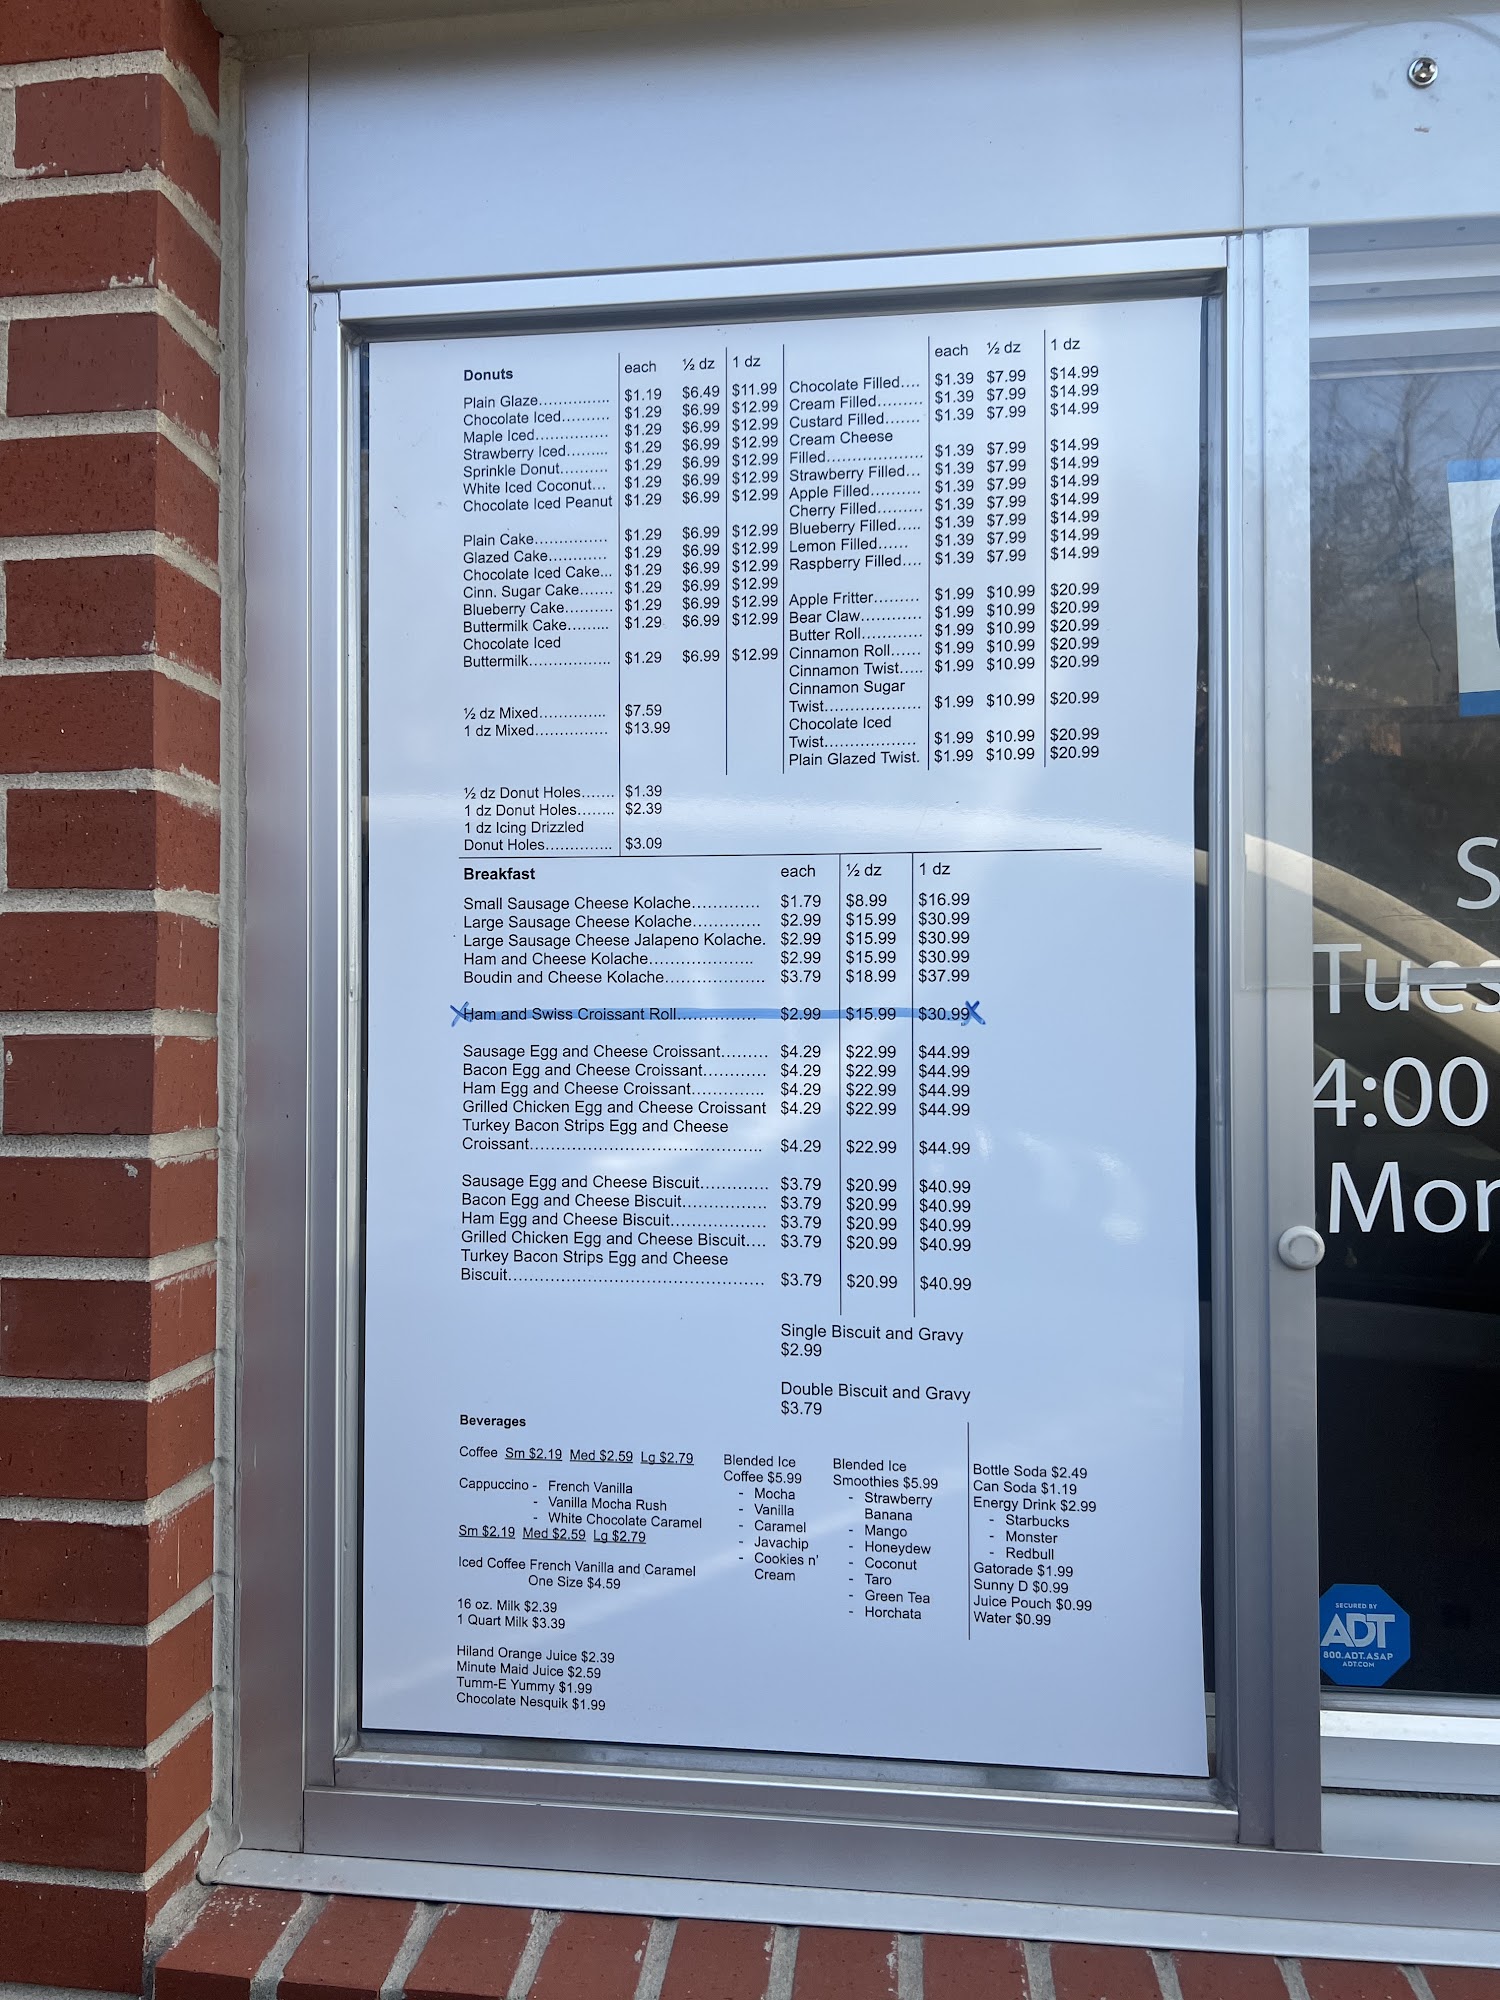 Donuts each ½ dz 1 dz
Plain Glaze............... $1.19 $6.49 $11.99
Chocolate Iced.......... $1.29 $6.99 $12.99
Maple Iced............... $1.29 $6.99 $12.99
Strawberry Iced......... $1.29 $6.99 $12.99
Sprinkle Donut.......... $1.29 $6.99 $12.99
White Iced Coconut... $1.29 $6.99 $12.99
Chocolate Iced Peanut $1.29 $6.99 $12.99
Plain Cake............... $1.29 $6.99 $12.99
Glazed Cake............ $1.29 $6.99 $12.99
Chocolate Iced Cake... $1.29 $6.99 $12.99
Cinn. Sugar Cake....... $1.29 $6.99 $12.99
Blueberry Cake.......... $1.29 $6.99 $12.99
Buttermilk Cake......... $1.29 $6.99 $12.99
Chocolate Iced
Buttermilk................. $1.29 $6.99 $12.99
½ dz Mixed.............. $7.59
1 dz Mixed............... $13.99
½ dz Donut Holes....... $1.39
1 dz Donut Holes........ $2.39
1 dz Icing Drizzled
Donut Holes.............. $3.09
each ½ dz 1 dz
Chocolate Filled.... $1.39 $7.99 $14.99
Cream Filled......... $1.39 $7.99 $14.99
Custard Filled....... $1.39 $7.99 $14.99
Cream Cheese
Filled.................... $1.39 $7.99 $14.99
Strawberry Filled... $1.39 $7.99 $14.99
Apple Filled.......... $1.39 $7.99 $14.99
Cherry Filled......... $1.39 $7.99 $14.99
Blueberry Filled..... $1.39 $7.99 $14.99
Lemon Filled...... $1.39 $7.99 $14.99
Raspberry Filled.... $1.39 $7.99 $14.99
Apple Fritter......... $1.99 $10.99 $20.99
Bear Claw............ $1.99 $10.99 $20.99
Butter Roll............ $1.99 $10.99 $20.99
Cinnamon Roll...... $1.99 $10.99 $20.99
Cinnamon Twist..... $1.99 $10.99 $20.99
Cinnamon Sugar
Twist.................... $1.99 $10.99 $20.99
Chocolate Iced
Twist................... $1.99 $10.99 $20.99
Plain Glazed Twist. $1.99 $10.99 $20.99
Breakfast each ½ dz 1 dz
Small Sausage Cheese Kolache............. $1.79 $8.99 $16.99
Large Sausage Cheese Kolache............. $2.99 $15.99 $30.99
Large Sausage Cheese Jalapeno Kolache. $2.99 $15.99 $30.99
Ham and Cheese Kolache.................... $2.99 $15.99 $30.99
Boudin and Cheese Kolache................... $3.79 $18.99 $37.99
Ham and Swiss Croissant Roll............... $2.99 $15.99 $30.99
Sausage Egg and Cheese Croissant......... $4.29 $22.99 $44.99
Bacon Egg and Cheese Croissant............ $4.29 $22.99 $44.99
Ham Egg and Cheese Croissant.............. $4.29 $22.99 $44.99
Grilled Chicken Egg and Cheese Croissant $4.29 $22.99 $44.99
Turkey Bacon Strips Egg and Cheese
Croissant............................................ $4.29 $22.99 $44.99
Sausage Egg and Cheese Biscuit............. $3.79 $20.99 $40.99
Bacon Egg and Cheese Biscuit................ $3.79 $20.99 $40.99
Ham Egg and Cheese Biscuit.................. $3.79 $20.99 $40.99
Grilled Chicken Egg and Cheese Biscuit.... $3.79 $20.99 $40.99
Turkey Bacon Strips Egg and Cheese
Biscuit................................................ $3.79 $20.99 $40.99
Single Biscuit and Gravy
$2.99
Double Biscuit and Gravy
$3.79
Beverages
Coffee Sm $2.19 Med $2.59 Lg $2.79
Cappuccino - French Vanilla
- Vanilla Mocha Rush
- White Chocolate Caramel
Sm $2.19 Med $2.59 Lg $2.79
Iced Coffee French Vanilla and Caramel
One Size $4.59
16 oz. Milk $2.39
1 Quart Milk $3.39
Hiland Orange Juice $2.39
Minute Maid Juice $2.59
Tumm-E Yummy $1.99
Chocolate Nesquik $1.99
Blended Ice
Coffee $5.99
- Mocha
- Vanilla
- Caramel
- Javachip
- Cookies n'
Cream
Blended Ice
Smoothies $5.99
- Strawberry
Banana
- Mango
- Honeydew
- Coconut
- Taro
- Green Tea
- Horchata
Bottle Soda $2.49
Can Soda $1.19
Energy Drink $2.99
- Starbucks
- Monster
- Redbull
Gatorade $1.99
Sunny D $0.99
Juice Pouch $0.99
Water $0.99
S
Tues
4:00
Mon
SECURED BY
ADT
800.ADT.ASAP
ADT.COM